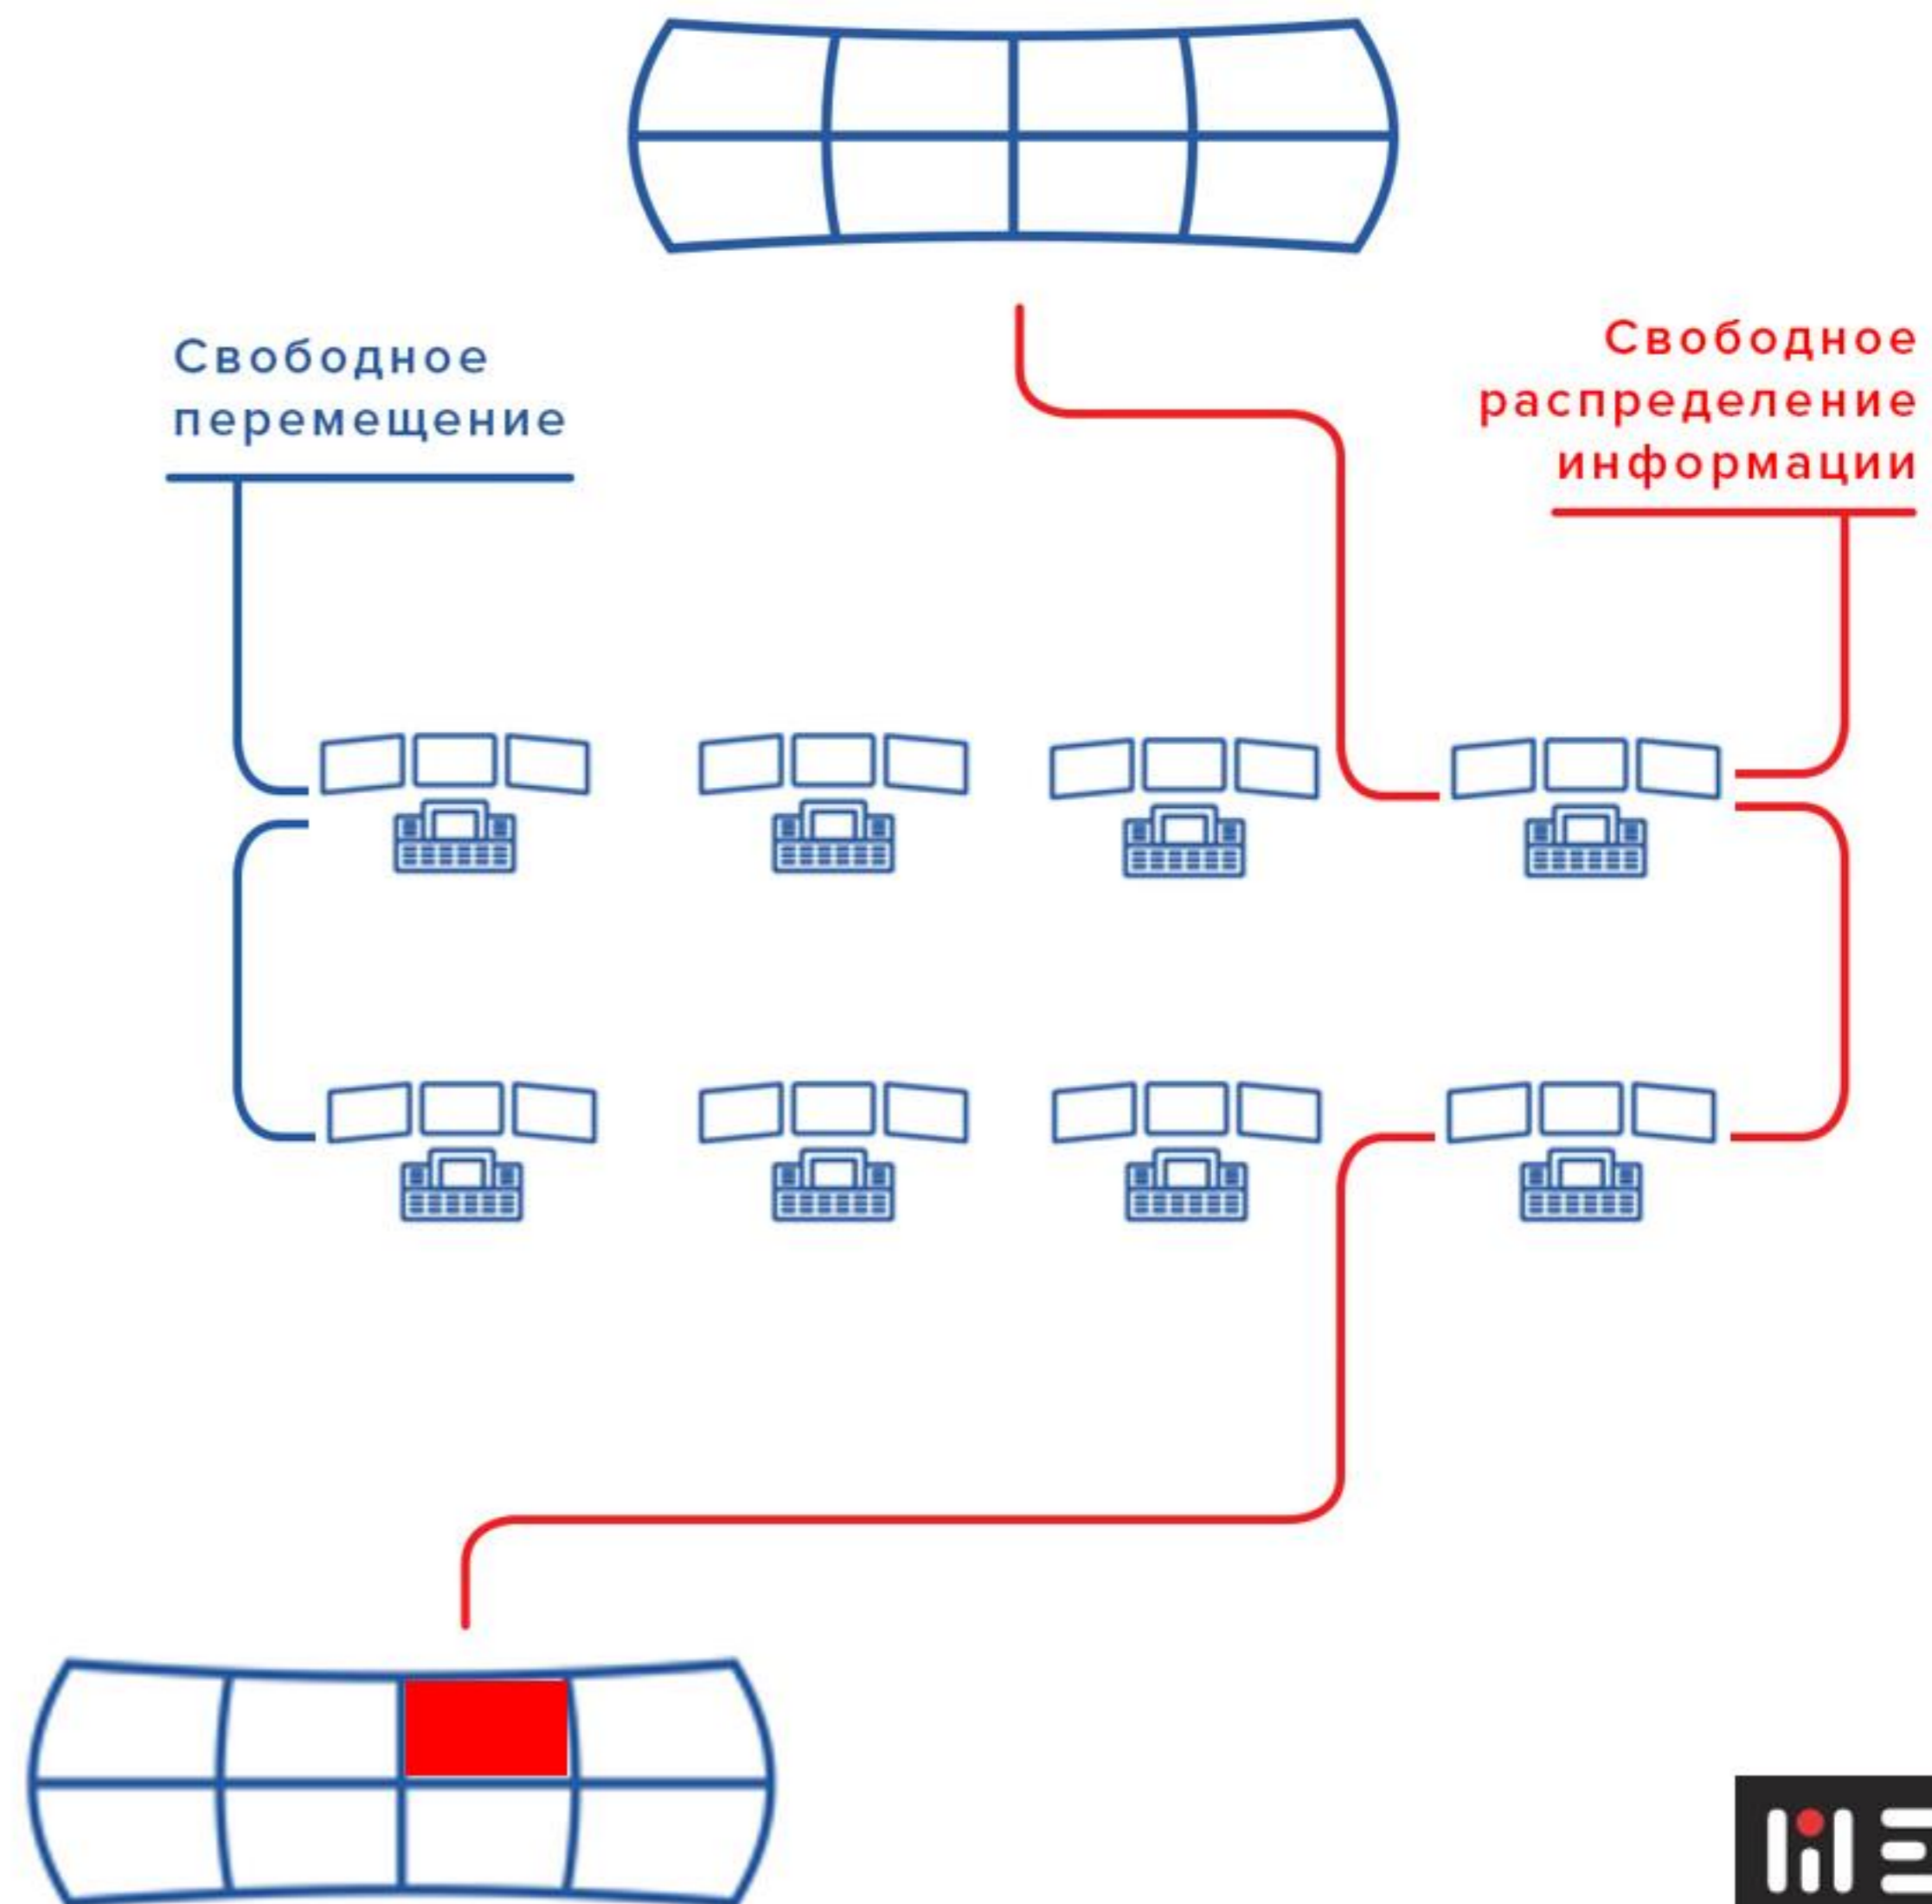 Свободное
перемещение
Свободное
распределение
информации